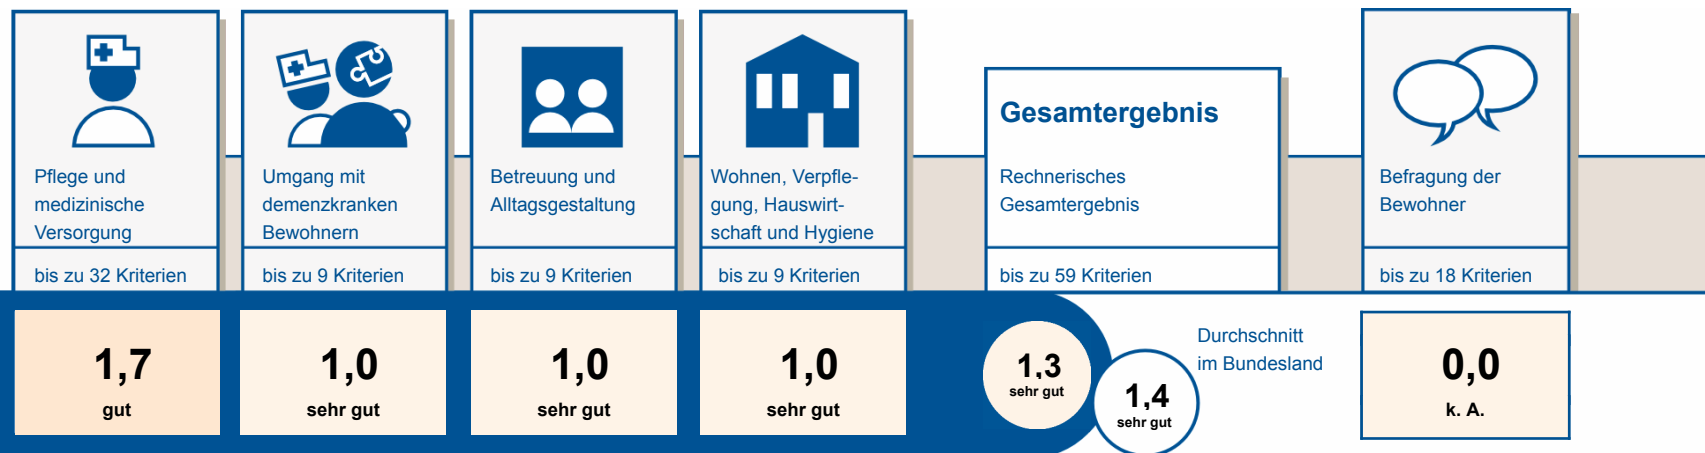 Pflege und
medizinische
Versorgung
bis zu 32 Kriterien
1,7
gut
Umgang mit
demenzkranken
Bewohnern
bis zu 9 Kriterien
1,0
sehr gut
Betreuung und
Alltagsgestaltung
bis zu 9 Kriterien
1,0
sehr gut
Wohnen, Verpfle-
gung, Hauswirt-
schaft und Hygiene
bis zu 9 Kriterien
1,0
sehr gut
Gesamtergebnis
Rechnerisches
Gesamtergebnis
bis zu 59 Kriterien
1,3
sehr gut
1,4
sehr gut
Durchschnitt
im Bundesland
Befragung der
Bewohner
bis zu 18 Kriterien
0,0
k. A.